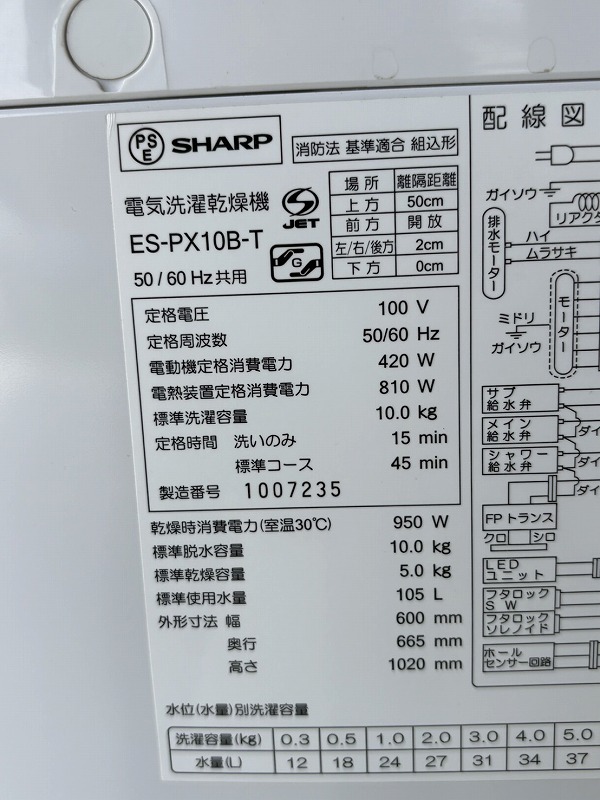 PSE SHARP
消防法 基準適合 組込形
電気洗濯乾燥機
ES-PX10B-T
JET
50/60 Hz共用
G
場所 離隔距離
上方 50cm
前方 開放
左/右/後方 2cm
下方 0cm
定格電圧 100 V
定格周波数 50/60 Hz
電動機定格消費電力 420 W
電熱装置定格消費電力 810 W
標準洗濯容量 10.0 kg
定格時間 洗いのみ 15 min
標準コース 45 min
製造番号 1007235
乾燥時消費電力(室温30℃) 950 W
標準脱水容量 10.0 kg
標準乾燥容量 5.0 kg
標準使用水量 105 L
外形寸法 幅 600 mm
奥行 665 mm
高さ 1020 mm
水位(水量)別洗濯容量
洗濯容量(kg) 0.3 0.5 1.0 2.0 3.0 4.0 5.0
水量(L) 12 18 24 27 31 34 37
配線図
ガイソウ
リアクタ
排水モーター
ハイ
ムラサキ
モーター
ミドリ
ガイソウ
サブ
給水弁
メイン
給水弁
シャワー
給水弁
FPトランス
クロ シロ
LED
ユニット
フタロック
SW
フタロック
ソレノイド
ホール
センサー回路